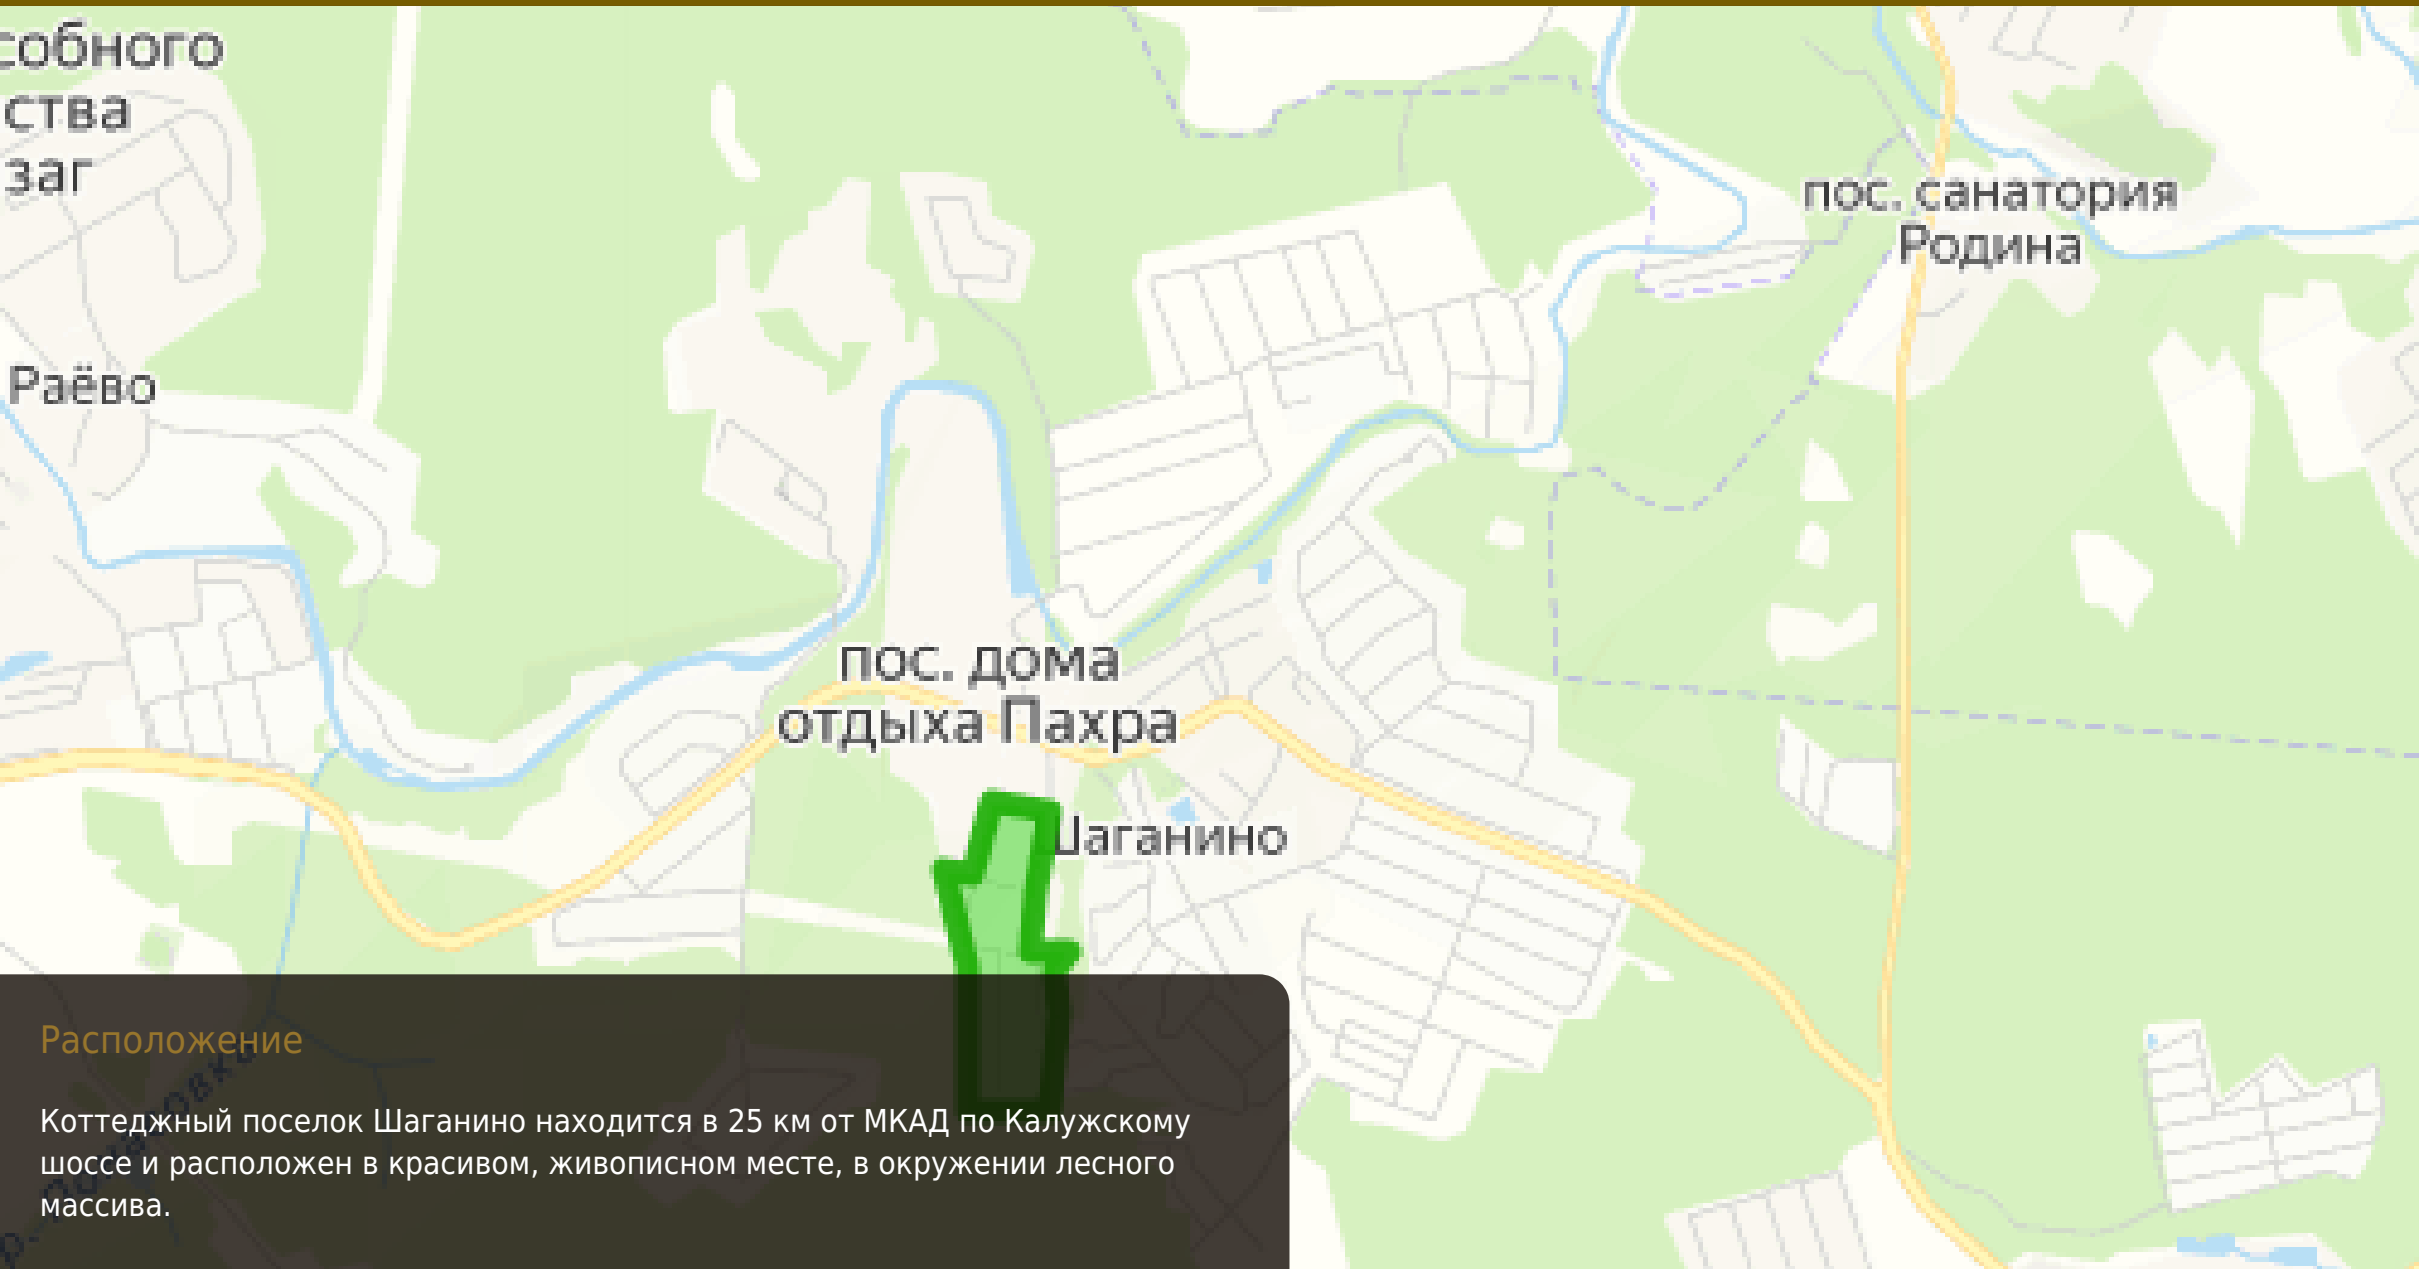 собного
ства
заг
пос. санатория
Родина
Раёво
пос. дома
отдыха Пахра
Шаганино
Расположение
Коттеджный поселок Шаганино находится в 25 км от МКАД по Калужскому
шоссе и расположен в красивом, живописном месте, в окружении лесного
массива.